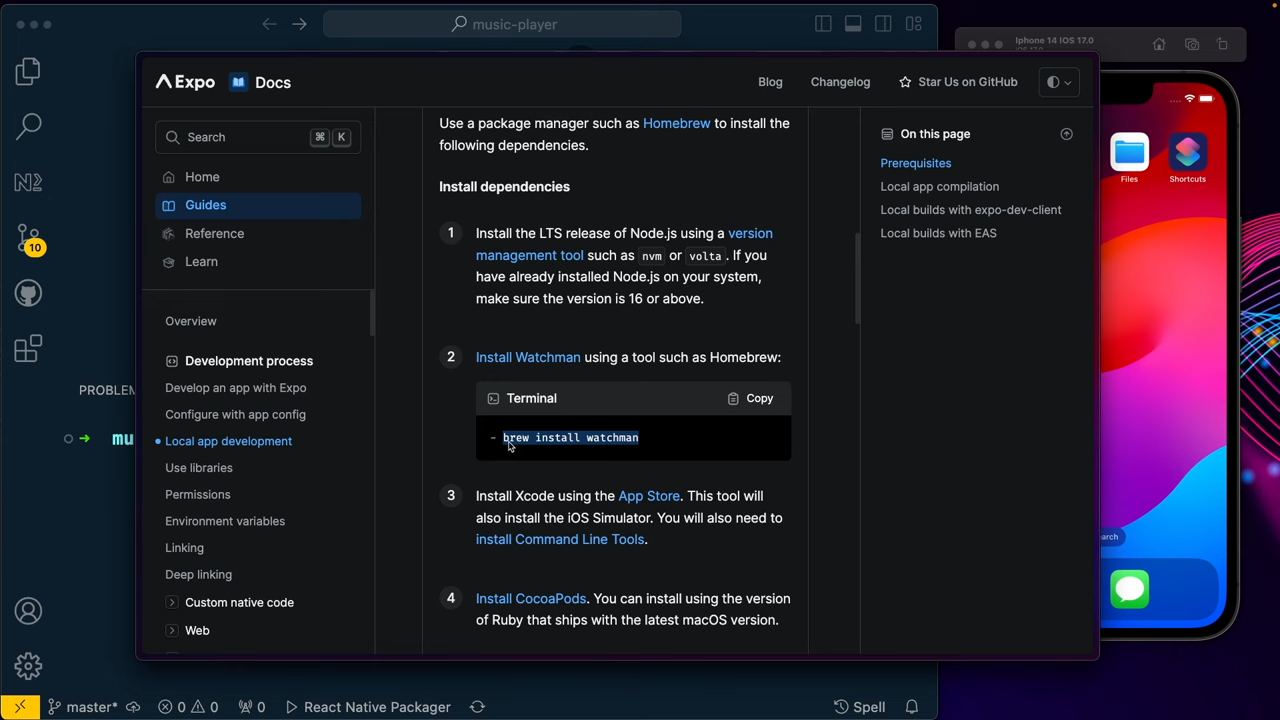 music-player
Iphone 14 IOS 17.0
Expo
Docs
Blog
Changelog
Star Us on GitHub
Search
⌘ K
Home
Guides
Reference
Learn
Overview
Development process
Develop an app with Expo
Configure with app config
Local app development
Use libraries
Permissions
Environment variables
Linking
Deep linking
Custom native code
Web
Use a package manager such as Homebrew to install the
following dependencies.
Install dependencies
1 Install the LTS release of Node.js using a version
management tool such as nvm or volta. If you
have already installed Node.js on your system,
make sure the version is 16 or above.
2 Install Watchman using a tool such as Homebrew:
Terminal
Copy
- brew install watchman
3 Install Xcode using the App Store. This tool will
also install the iOS Simulator. You will also need to
install Command Line Tools.
4 Install CocoaPods. You can install using the version
of Ruby that ships with the latest macOS version.
On this page
Prerequisites
Local app compilation
Local builds with expo-dev-client
Local builds with EAS
Files
Shortcuts
earch
10
PROBLEM
➜ mu
master*
0 0
0
React Native Packager
Spell